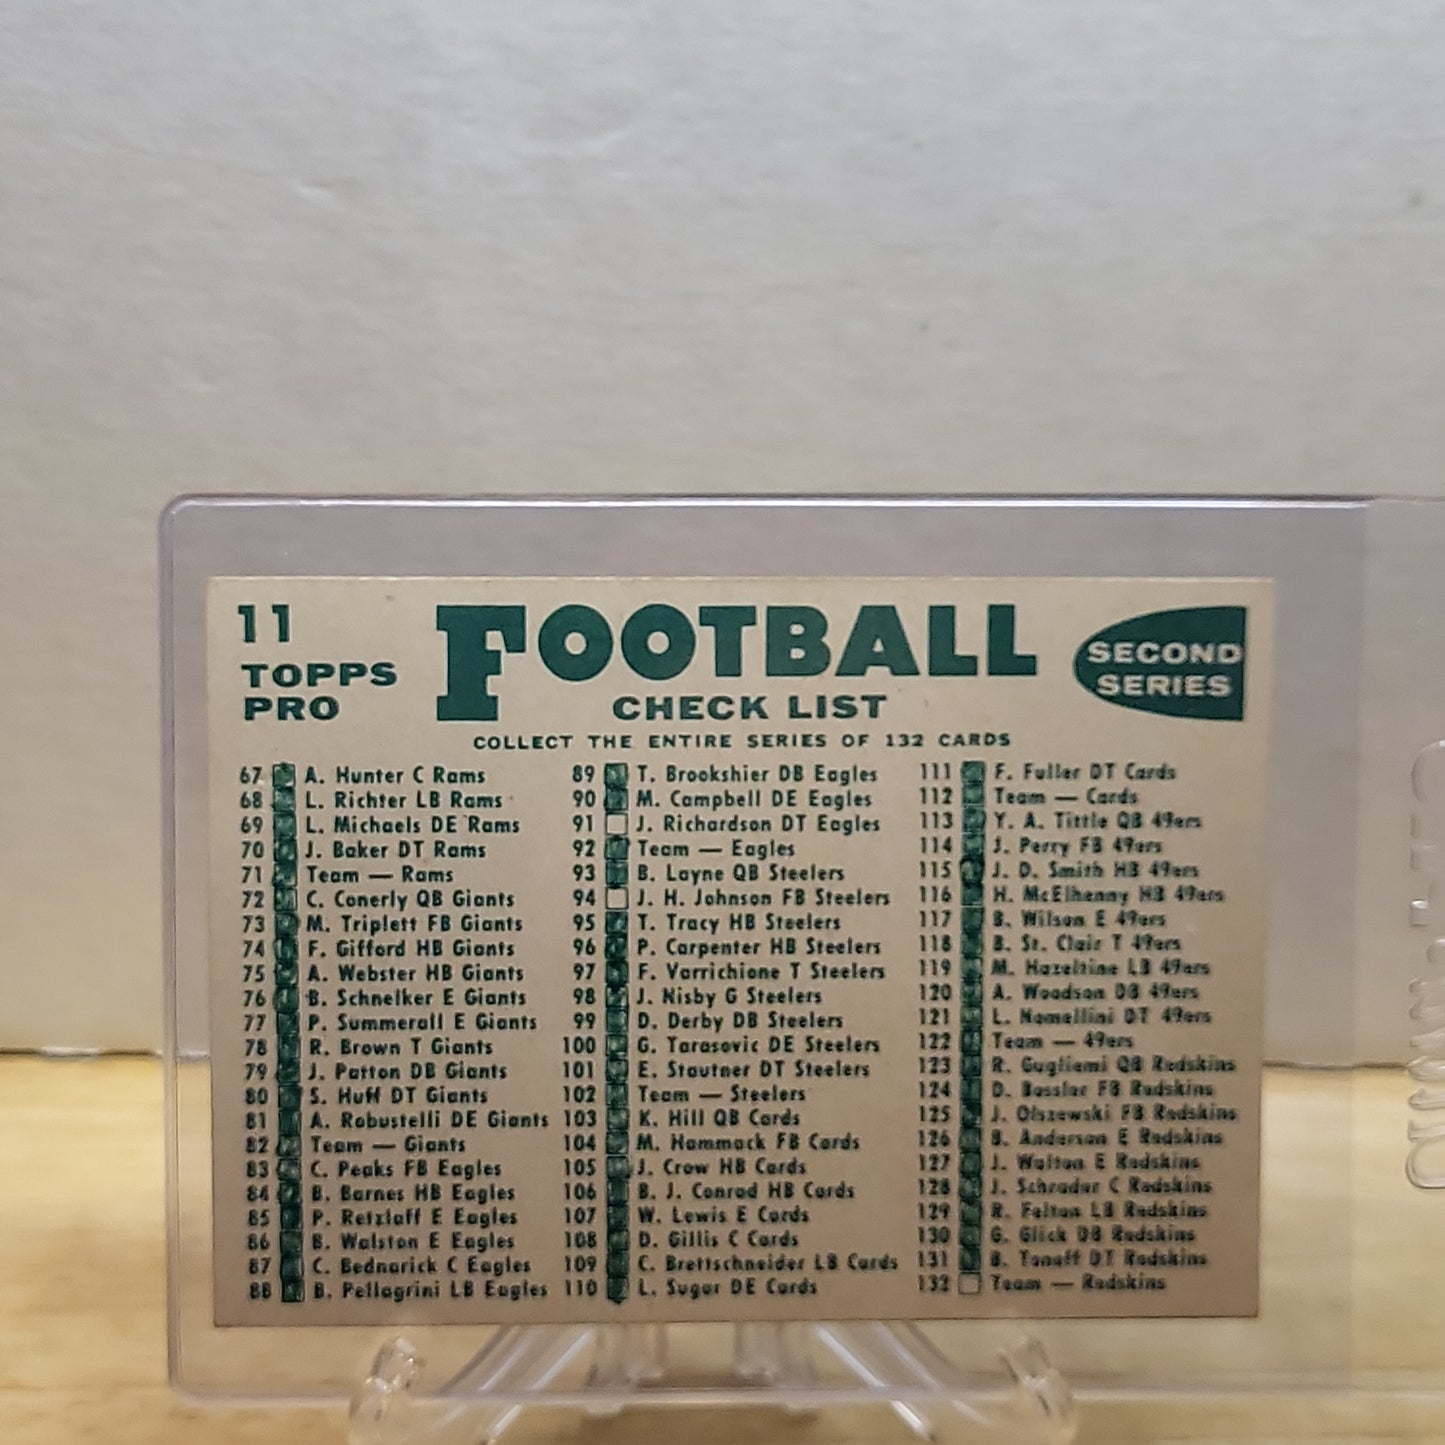 11
TOPPS
PRO
FOOTBALL
CHECK LIST
SECOND
SERIES
COLLECT THE ENTIRE SERIES OF 132 CARDS
67 A. Hunter C Rams
68 L. Richter LB Rams
69 L. Michaels DE Rams
70 J. Baker DT Rams
71 Team — Rams
72 C. Conerly QB Giants
73 M. Triplett FB Giants
74 F. Gifford HB Giants
75 A. Webster HB Giants
76 B. Schnelker E Giants
77 P. Summerall E Giants
78 R. Brown T Giants
79 J. Patton DB Giants
80 S. Huff DT Giants
81 A. Robustelli DE Giants
82 Team — Giants
83 C. Peaks FB Eagles
84 B. Barnes HB Eagles
85 P. Retzlaff E Eagles
86 B. Walston E Eagles
87 C. Bednarick C Eagles
88 B. Pellagrini LB Eagles
89 T. Brookshier DB Eagles
90 M. Campbell DE Eagles
91 J. Richardson DT Eagles
92 Team — Eagles
93 B. Layne QB Steelers
94 J. H. Johnson FB Steelers
95 T. Tracy HB Steelers
96 P. Carpenter HB Steelers
97 F. Varrichione T Steelers
98 J. Nisby G Steelers
99 D. Derby DB Steelers
100 G. Tarasovic DE Steelers
101 E. Stautner DT Steelers
102 Team — Steelers
103 K. Hill QB Cards
104 M. Hammack FB Cards
105 J. Crow HB Cards
106 B. J. Conrad HB Cards
107 W. Lewis E Cards
108 D. Gillis C Cards
109 C. Brettschneider LB Cards
110 L. Sugar DE Cards
111 F. Fuller DT Cards
112 Team — Cards
113 Y. A. Tittle QB 49ers
114 J. Perry FB 49ers
115 J. D. Smith HB 49ers
116 H. McElhenny HB 49ers
117 B. Wilson E 49ers
118 B. St. Clair T 49ers
119 M. Hazeltine LB 49ers
120 A. Woodson DB 49ers
121 L. Nomellini DT 49ers
122 Team — 49ers
123 R. Gugliemi QB Redskins
124 D. Bosslar FB Redskins
125 J. Olszewski FB Redskins
126 B. Anderson E Redskins
127 J. Walton E Redskins
128 J. Schrader C Redskins
129 R. Felton LB Redskins
130 G. Glick DB Redskins
131 B. Toneff DT Redskins
132 Team — Redskins